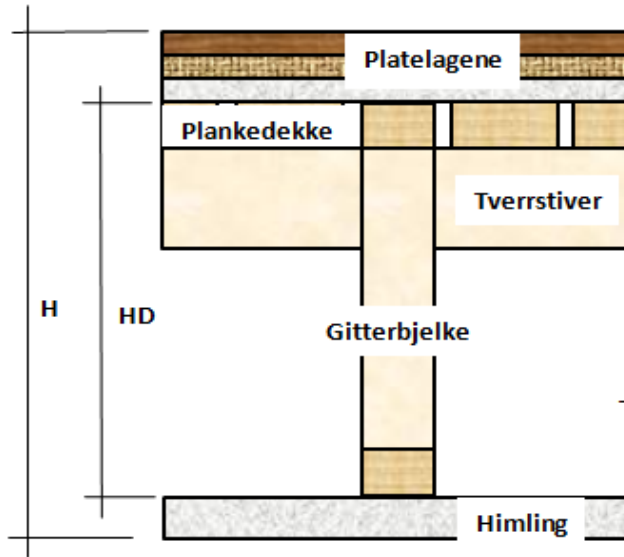 Platelagene
Plankedekke
Tverrstiver
H
HD
Gitterbjelke
Himling